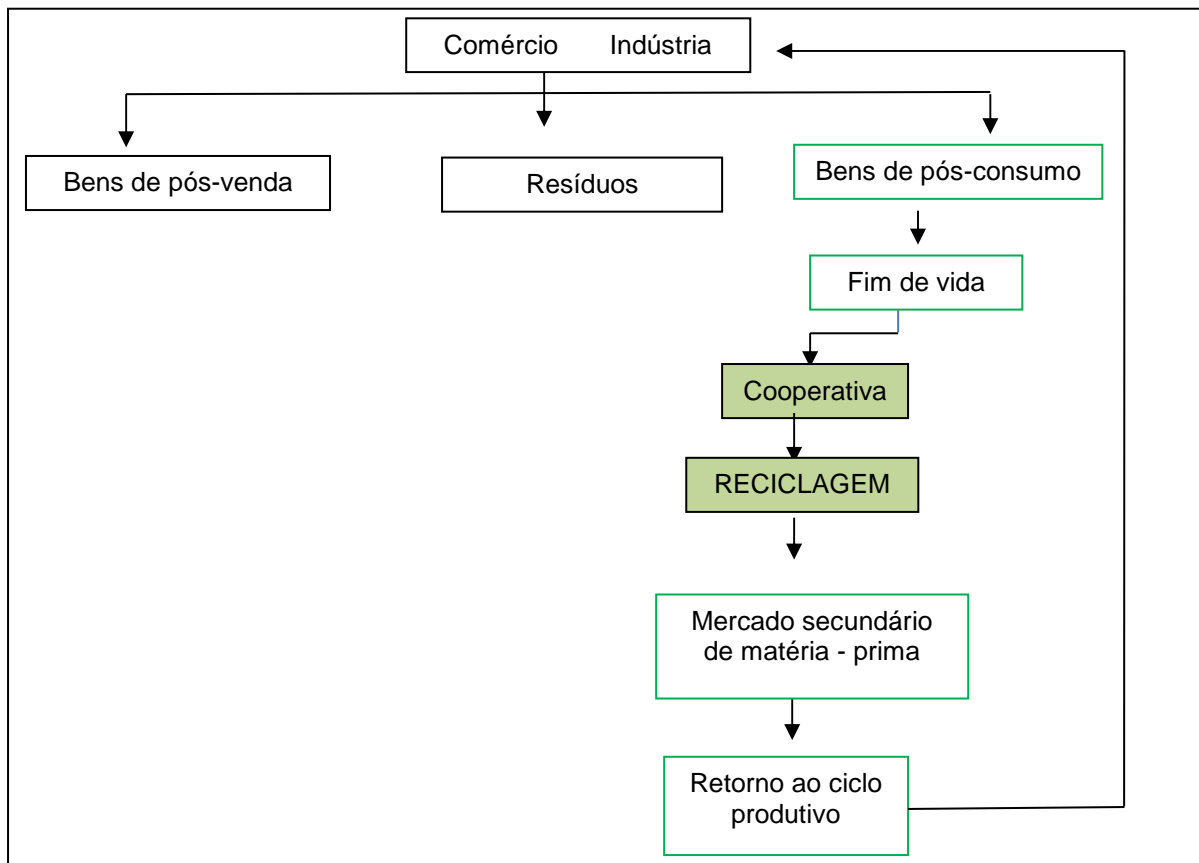 Comércio Indústria
Bens de pós-venda
Resíduos
Bens de pós-consumo
Fim de vida
Cooperativa
RECICLAGEM
Mercado secundário
de matéria - prima
Retorno ao ciclo
produtivo